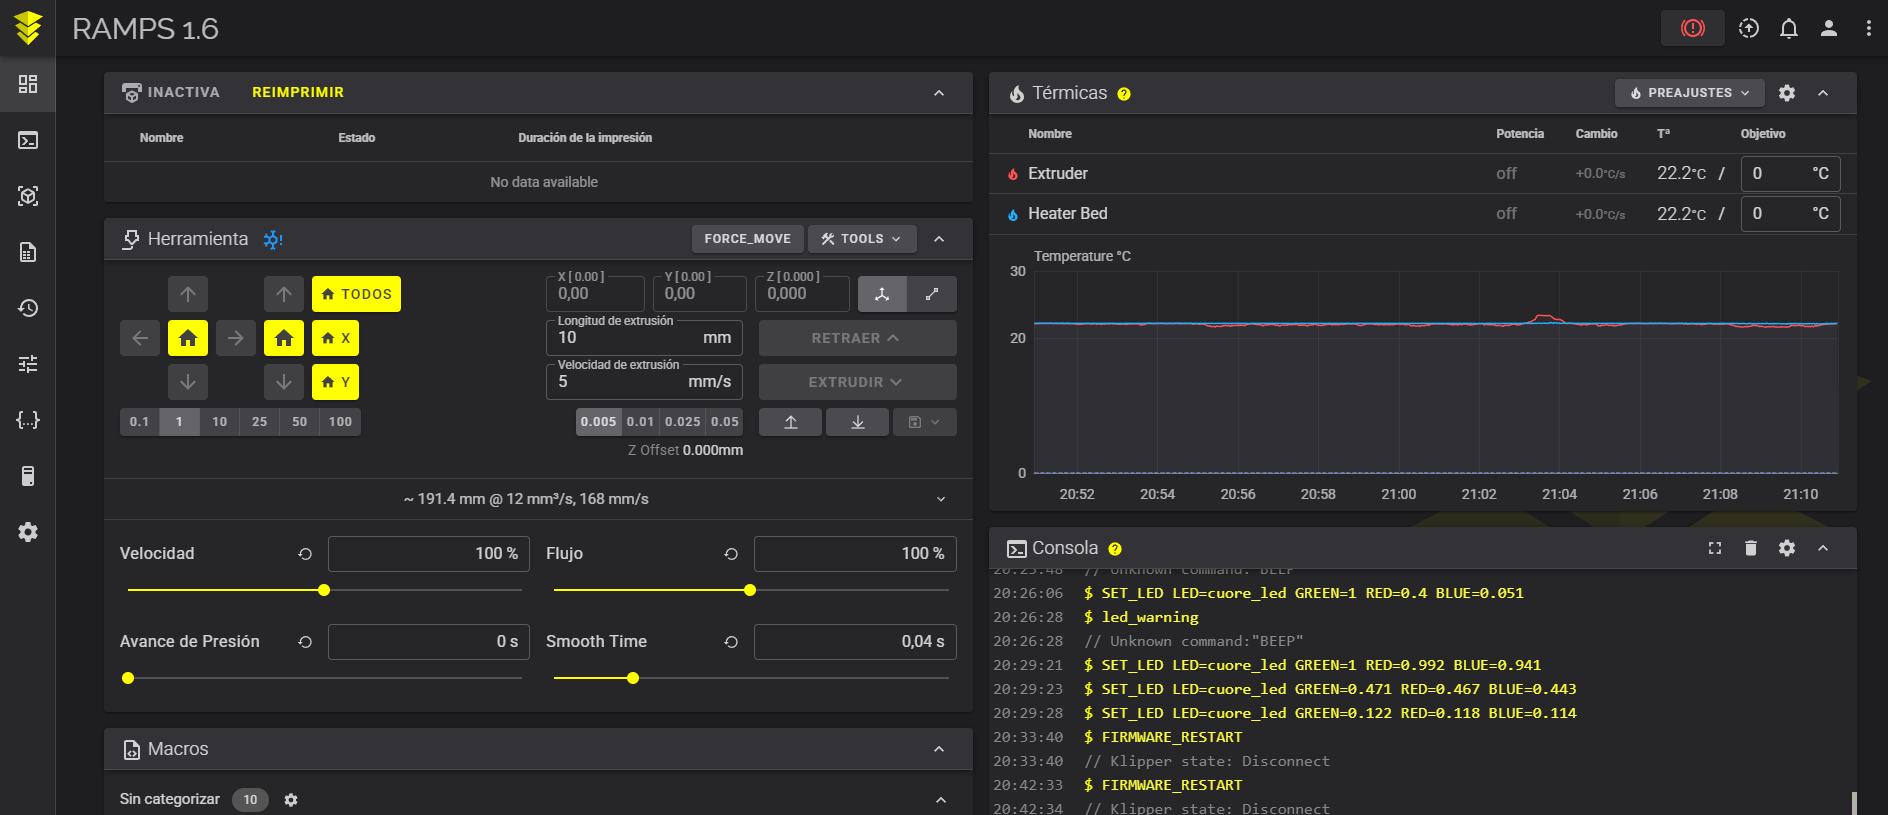 RAMPS 1.6
INACTIVA REIMPRIMIR
Nombre Estado Duración de la impresión
No data available
Herramienta ! FORCE_MOVE TOOLS
TODOS
X
Y
0.1 1 10 25 50 100
X [ 0.00 ] Y [ 0.00 ] Z [ 0.000 ]
0,00 0,00 0,000
Longitud de extrusión
10 mm RETRAER
Velocidad de extrusión
5 mm/s EXTRUDIR
0.005 0.01 0.025 0.05
Z Offset 0.000mm
~ 191.4 mm @ 12 mm³/s, 168 mm/s
Velocidad 100 % Flujo 100 %
Avance de Presión 0 s Smooth Time 0,04 s
Macros
Sin categorizar 10
Térmicas ? PREAJUSTES
Nombre Potencia Cambio Tª Objetivo
Extruder off +0.0°C/s 22.2°C / 0 °C
Heater Bed off +0.0°C/s 22.2°C / 0 °C
Temperature °C
30
20
0
20:52 20:54 20:56 20:58 21:00 21:02 21:04 21:06 21:08 21:10
Consola ?
20:25:48 // Unknown command:"BEEP"
20:26:06 $ SET_LED LED=cuore_led GREEN=1 RED=0.4 BLUE=0.051
20:26:28 $ led_warning
20:26:28 // Unknown command:"BEEP"
20:29:21 $ SET_LED LED=cuore_led GREEN=1 RED=0.992 BLUE=0.941
20:29:23 $ SET_LED LED=cuore_led GREEN=0.471 RED=0.467 BLUE=0.443
20:29:28 $ SET_LED LED=cuore_led GREEN=0.122 RED=0.118 BLUE=0.114
20:33:40 $ FIRMWARE_RESTART
20:33:40 // Klipper state: Disconnect
20:42:33 $ FIRMWARE_RESTART
20:42:34 // Klipper state: Disconnect